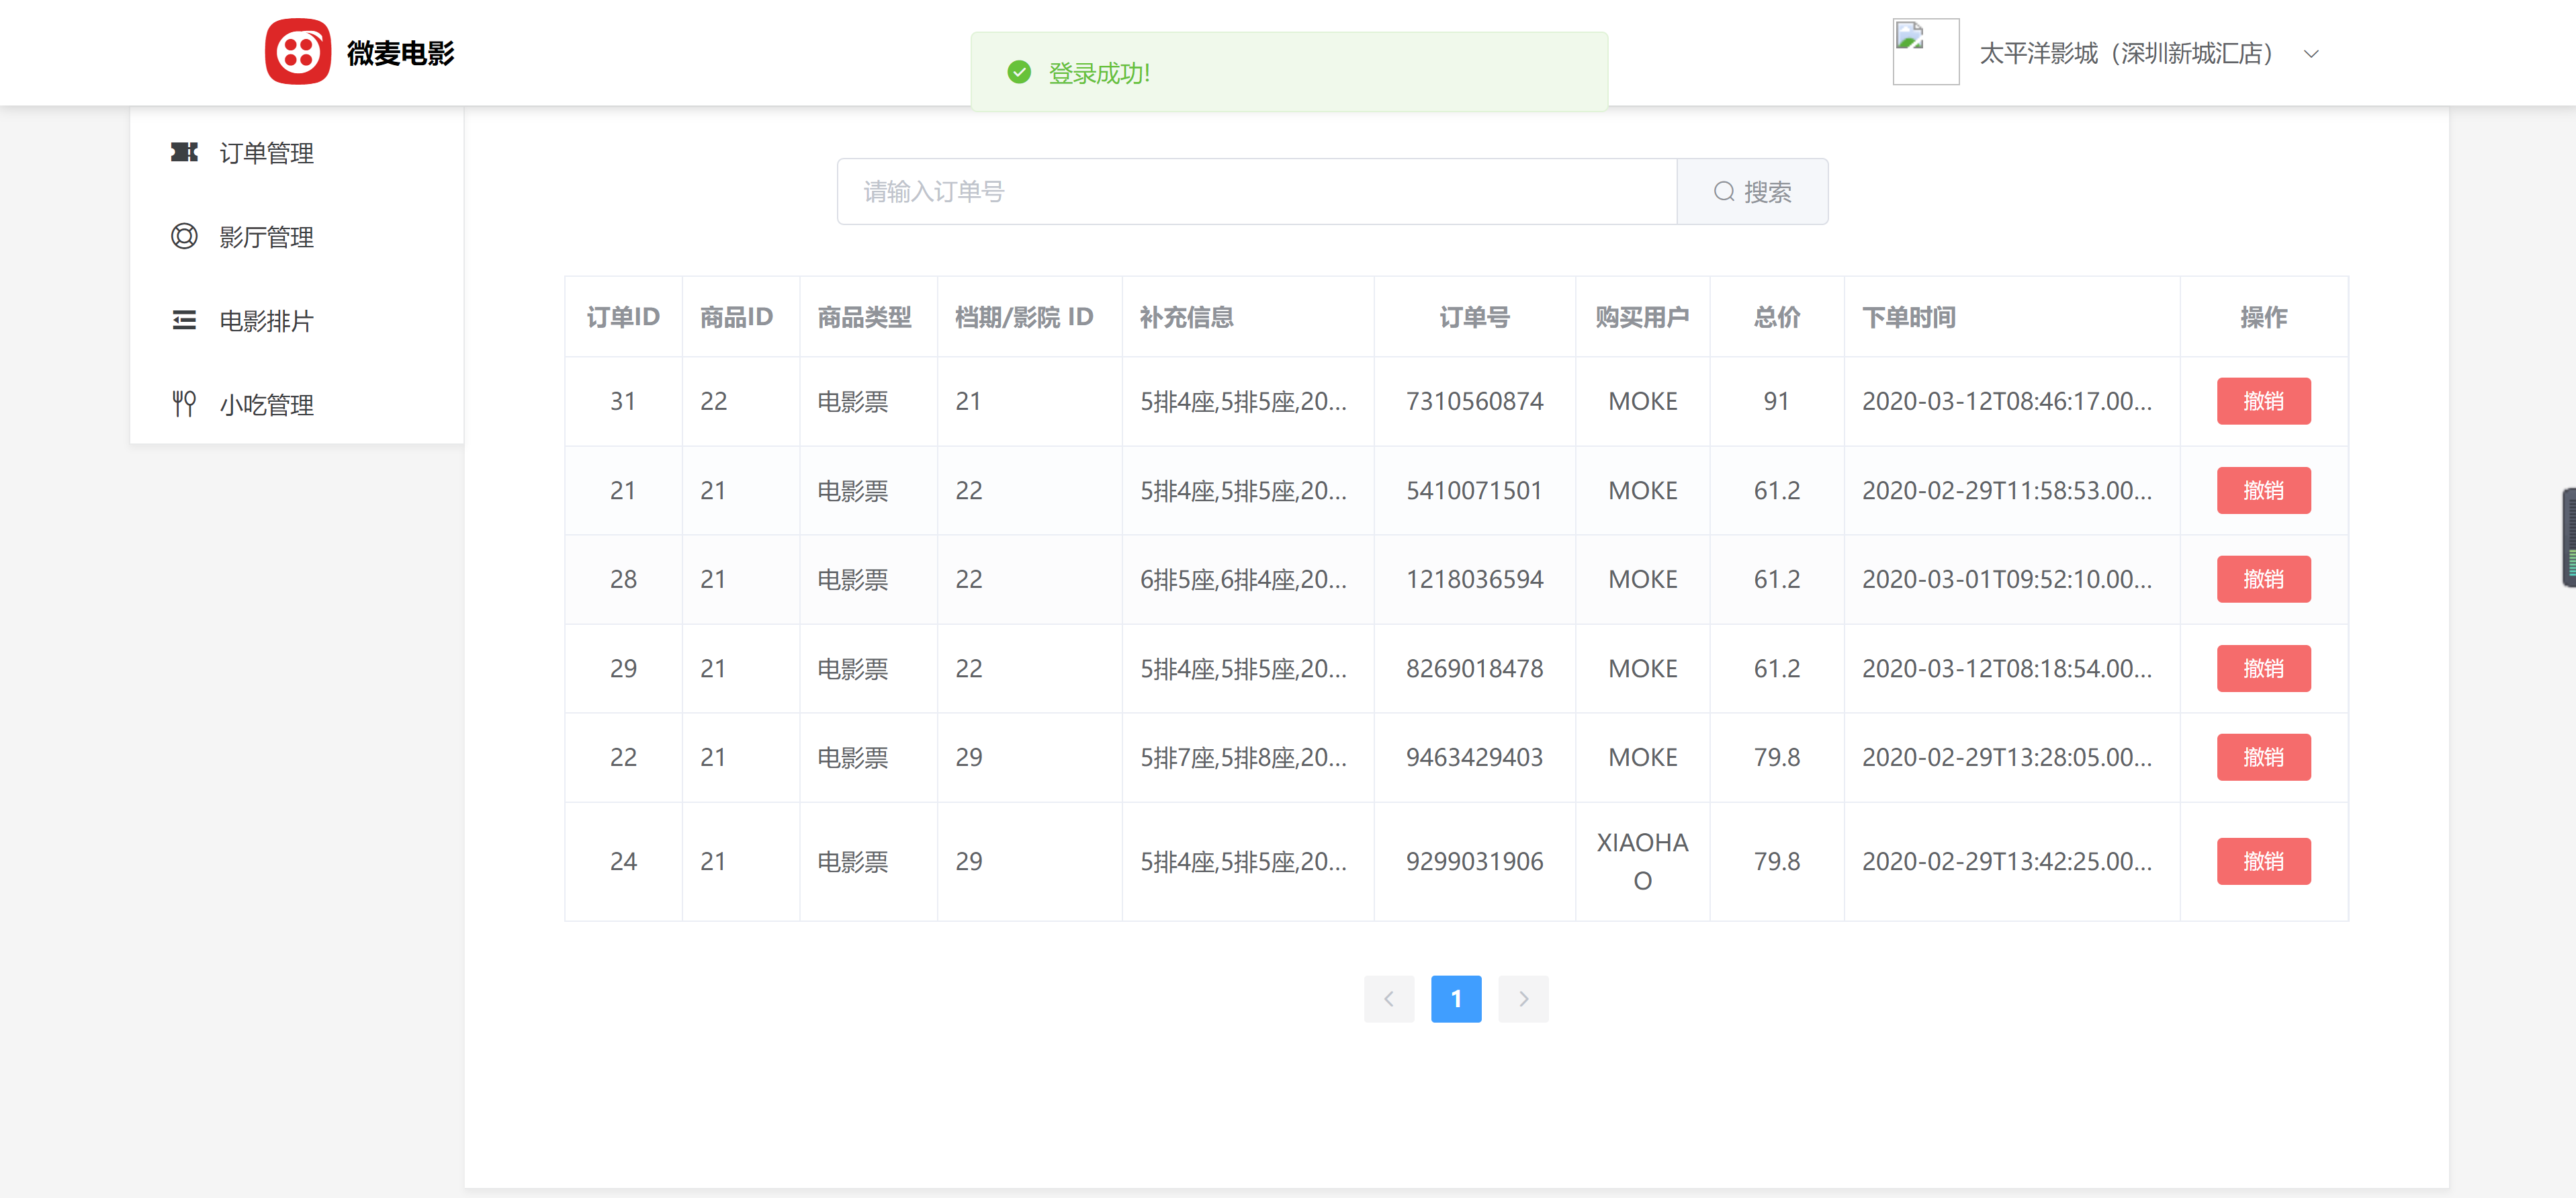 微麦电影
登录成功!
太平洋影城（深圳新城汇店）
订单管理
影厅管理
电影排片
小吃管理
请输入订单号
搜索
订单ID 商品ID 商品类型 档期/影院 ID 补充信息 订单号 购买用户 总价 下单时间 操作
31 22 电影票 21 5排4座,5排5座,20... 7310560874 MOKE 91 2020-03-12T08:46:17.00... 撤销
21 21 电影票 22 5排4座,5排5座,20... 5410071501 MOKE 61.2 2020-02-29T11:58:53.00... 撤销
28 21 电影票 22 6排5座,6排4座,20... 1218036594 MOKE 61.2 2020-03-01T09:52:10.00... 撤销
29 21 电影票 22 5排4座,5排5座,20... 8269018478 MOKE 61.2 2020-03-12T08:18:54.00... 撤销
22 21 电影票 29 5排7座,5排8座,20... 9463429403 MOKE 79.8 2020-02-29T13:28:05.00... 撤销
24 21 电影票 29 5排4座,5排5座,20... 9299031906 XIAOHA
O 79.8 2020-02-29T13:42:25.00... 撤销
1